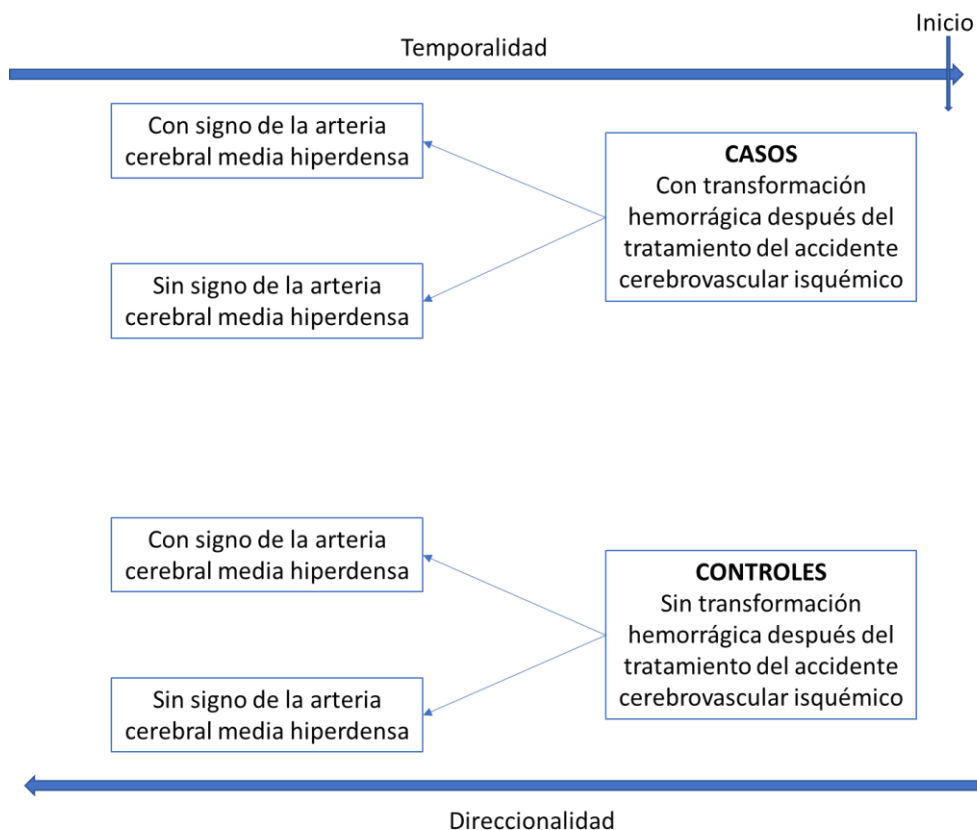 Inicio
Temporalidad
Con signo de la arteria
cerebral media hiperdensa
Sin signo de la arteria
cerebral media hiperdensa
CASOS
Con transformación
hemorrágica después del
tratamiento del accidente
cerebrovascular isquémico
Con signo de la arteria
cerebral media hiperdensa
Sin signo de la arteria
cerebral media hiperdensa
CONTROLES
Sin transformación
hemorrágica después del
tratamiento del accidente
cerebrovascular isquémico
Direccionalidad